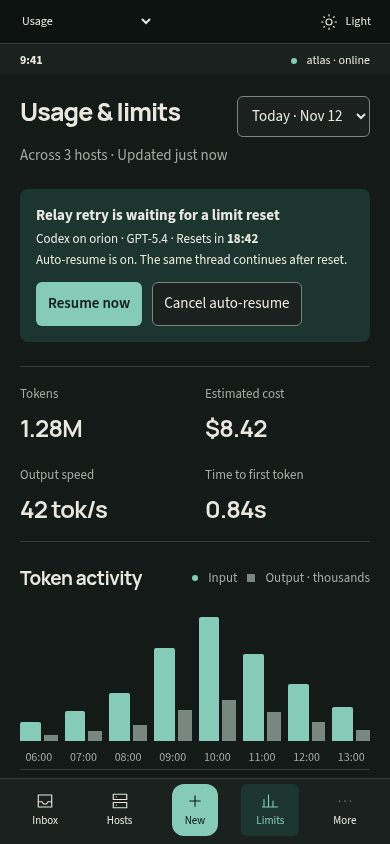 Usage
Light
9:41
atlas · online
Usage & limits
Today · Nov 12
Across 3 hosts · Updated just now
Relay retry is waiting for a limit reset
Codex on orion · GPT-5.4 · Resets in 18:42
Auto-resume is on. The same thread continues after reset.
Resume now
Cancel auto-resume
Tokens
Estimated cost
1.28M
$8.42
Output speed
Time to first token
42 tok/s
0.84s
Token activity
Input
Output · thousands
06:00 07:00 08:00 09:00 10:00 11:00 12:00 13:00
Inbox
Hosts
New
Limits
More